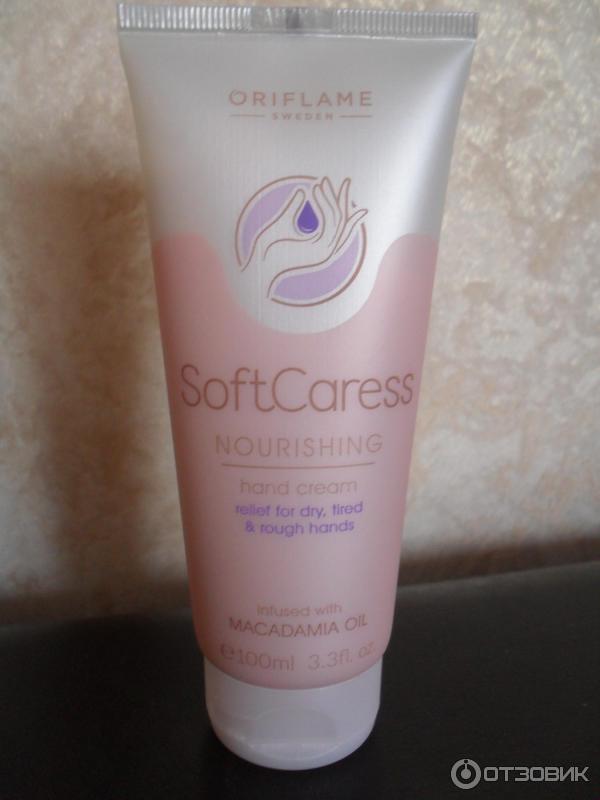 ORIFLAME
SWEDEN
SoftCaress
NOURISHING
hand cream
relief for dry, tired
& rough hands
infused with
MACADAMIA OIL
e100ml 3.3fl. oz.
ОТЗОВИК